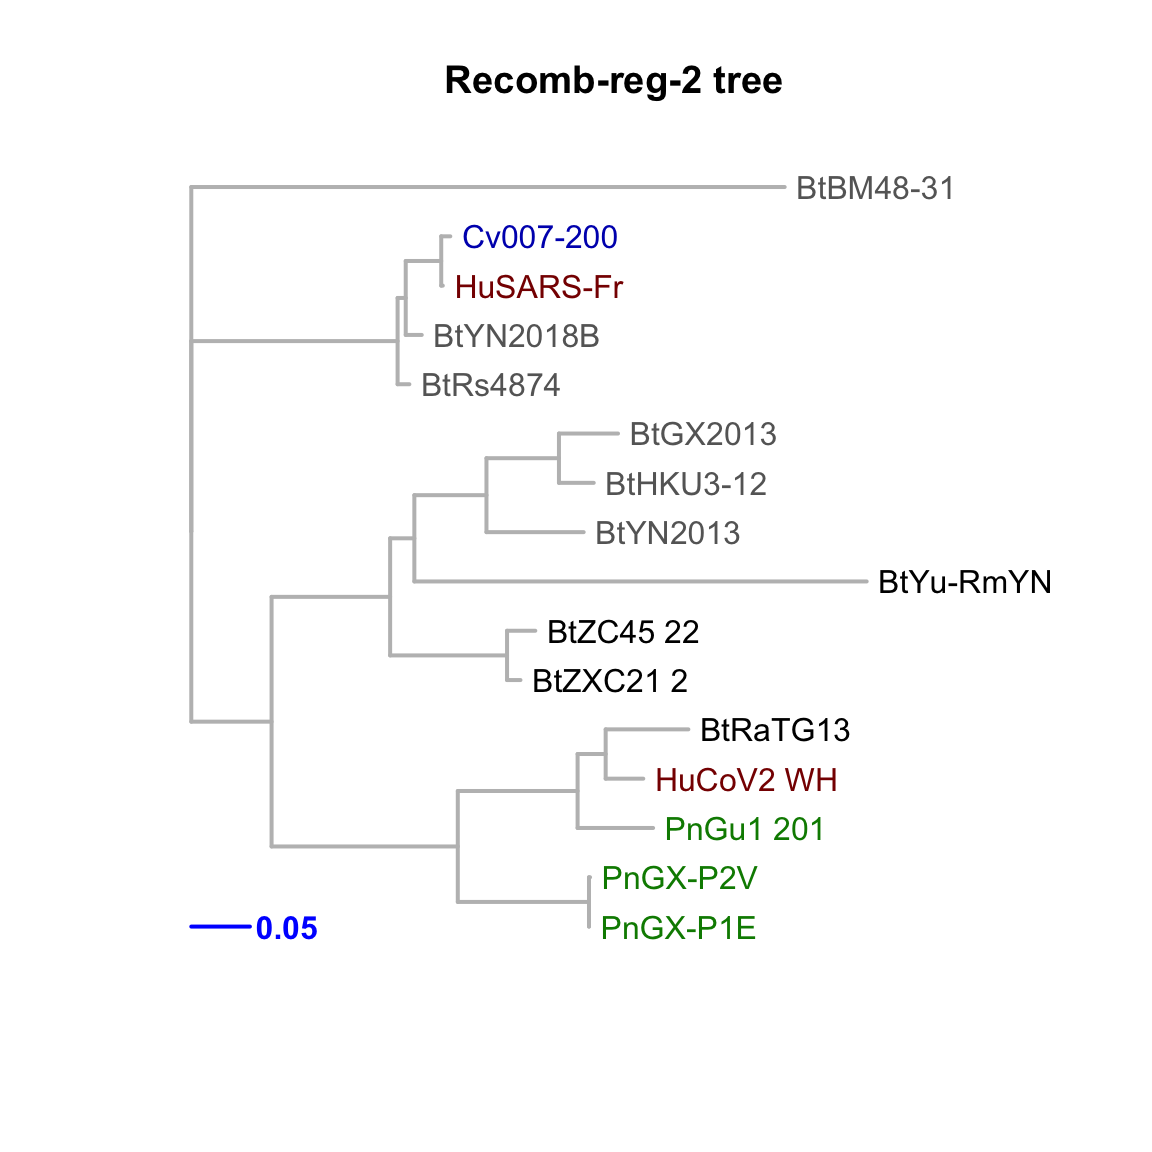 Recomb-reg-2 tree
BtBM48-31
Cv007-200
HuSARS-Fr
BtYN2018B
BtRs4874
BtGX2013
BtHKU3-12
BtYN2013
BtYu-RmYN
BtZC45 22
BtZXC21 2
BtRaTG13
HuCoV2 WH
PnGu1 201
PnGX-P2V
PnGX-P1E
0.05